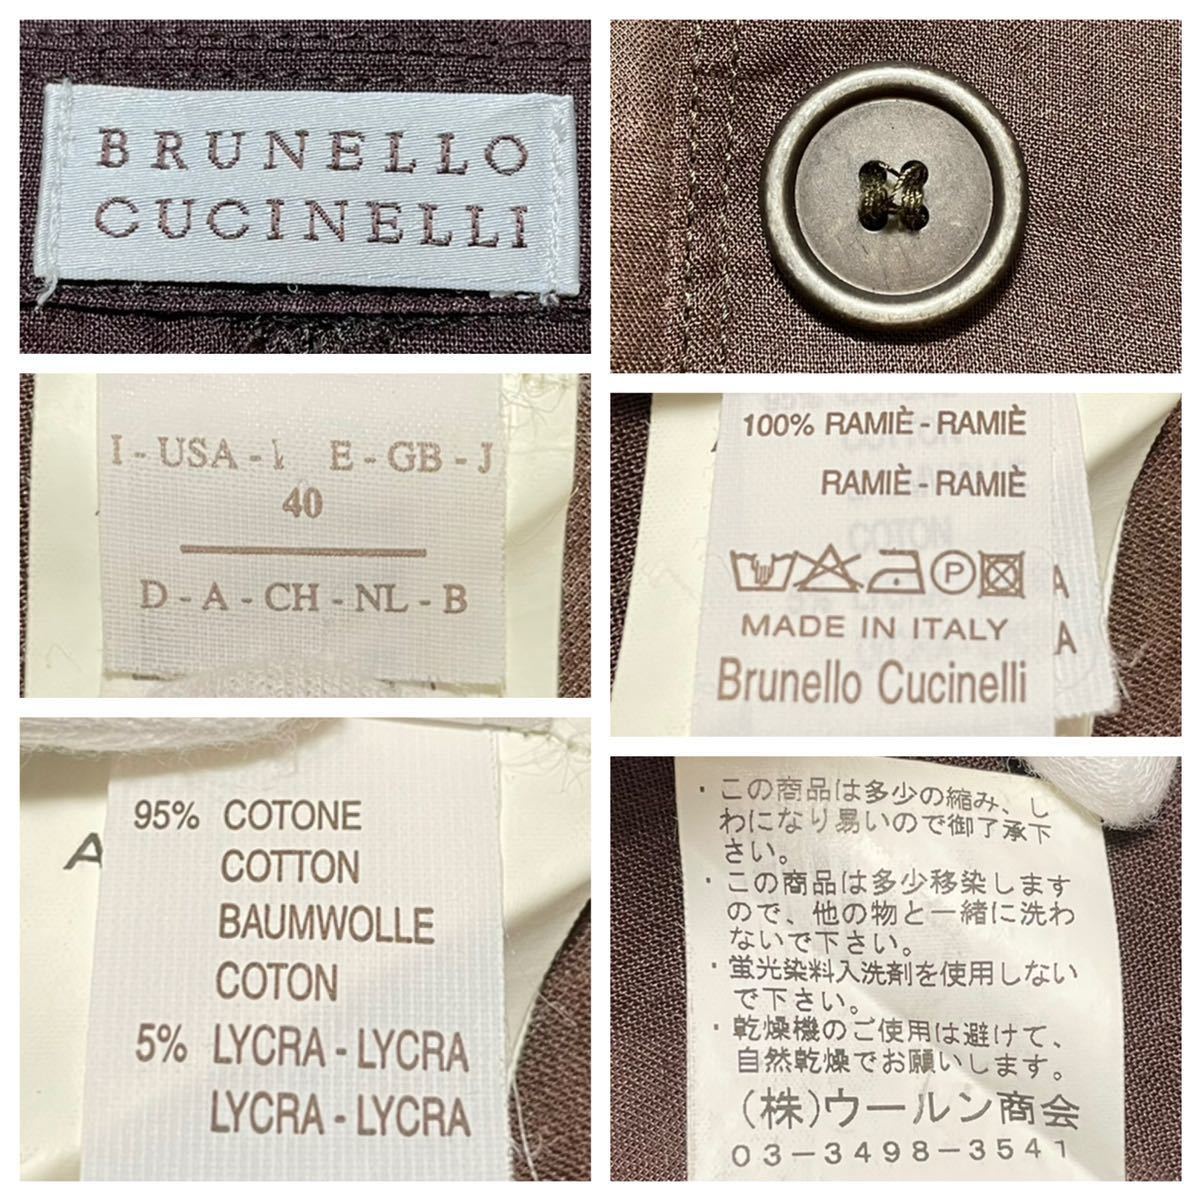 BRUNELLO
CUCINELLI
I - USA - E - GB - J
40
D - A - CH - NL - B
95% COTONE
COTTON
BAUMWOLLE
COTON
5% LYCRA - LYCRA
LYCRA - LYCRA
100% RAMIÈ - RAMIÈ
RAMIÈ - RAMIÈ
COTON
P
MADE IN ITALY
Brunello Cucinelli
A
A
・この商品は多少の縮み、し
わになり易いので御了承下
さい。
・この商品は多少移染します
ので、他の物と一緒に洗わ
ないで下さい。
・蛍光染料入洗剤を使用しない
で下さい。
・乾燥機のご使用は避けて、
自然乾燥でお願いします。
(株)ウールン商会
03-3498-3541